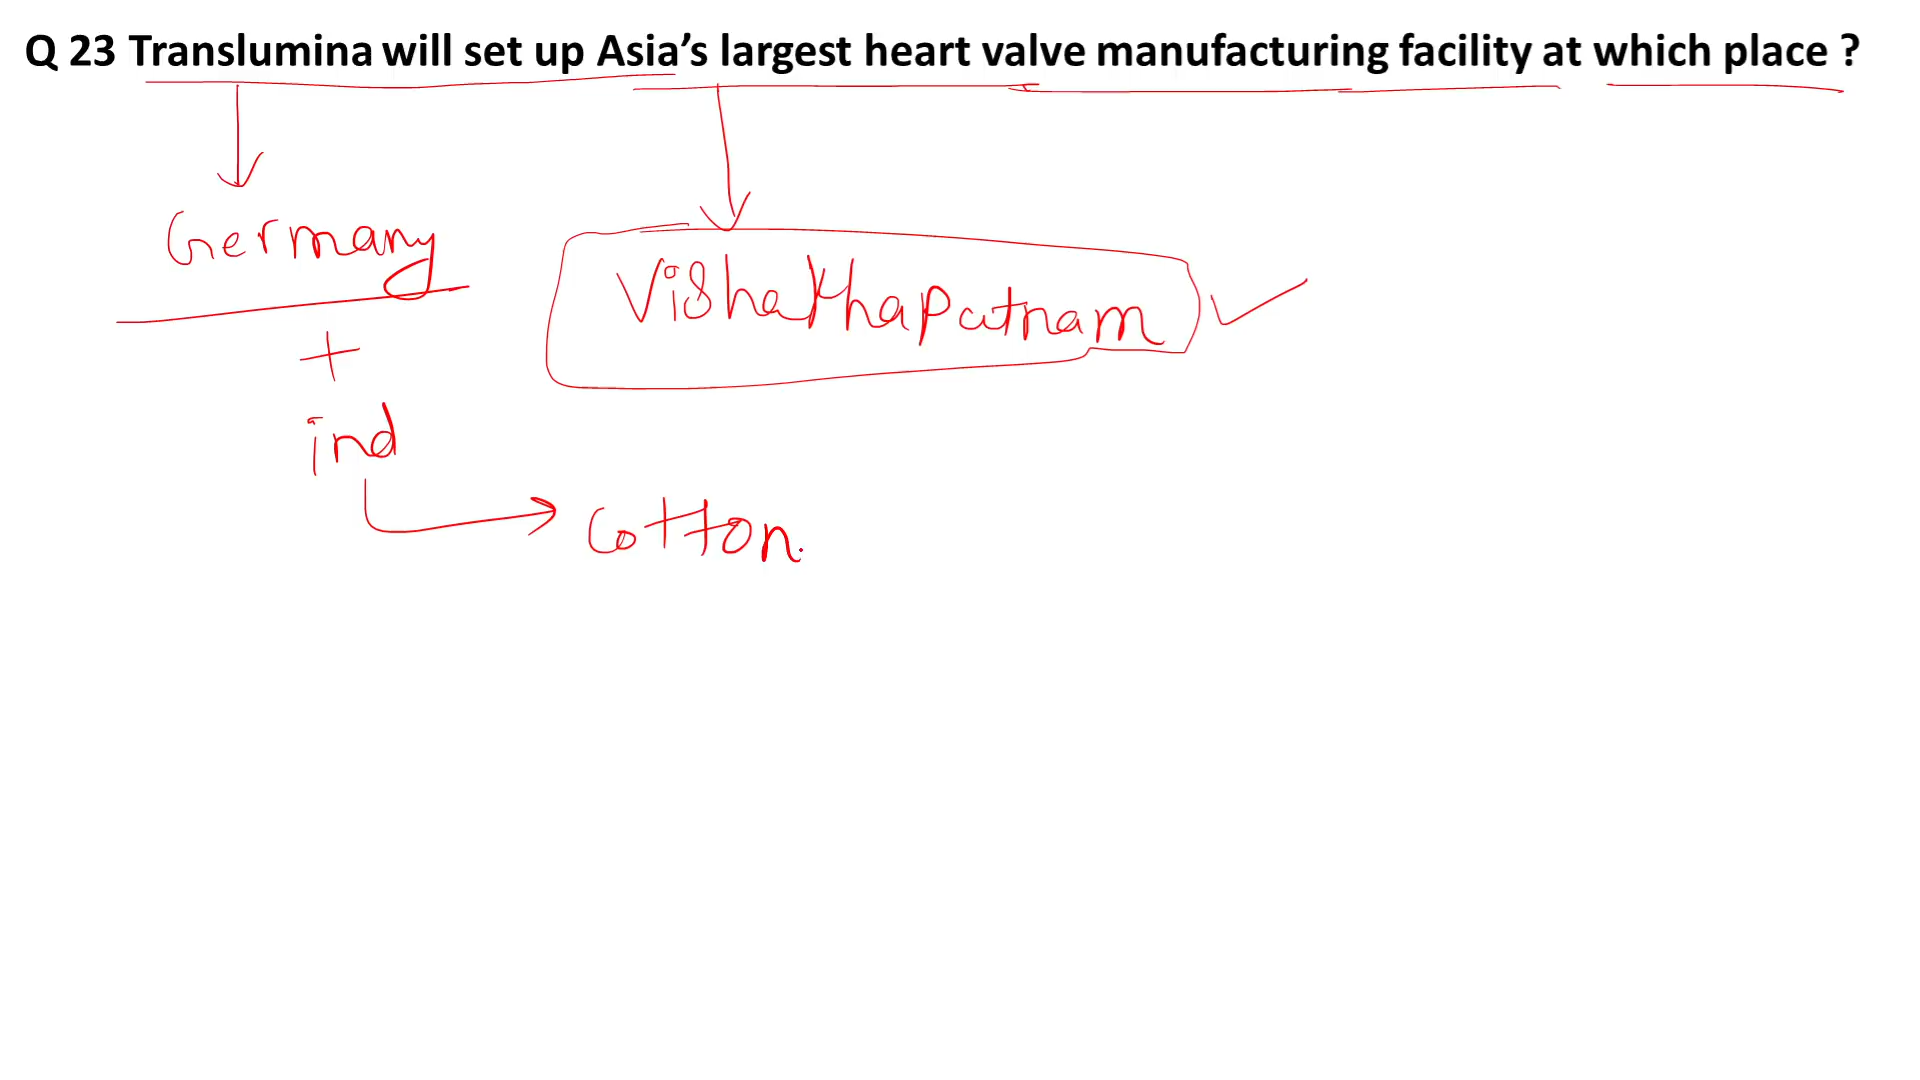 Q 23 Translumina will set up Asia’s largest heart valve manufacturing facility at which place ?
Germany
Vishakhapatnam
+
ind
cotton.